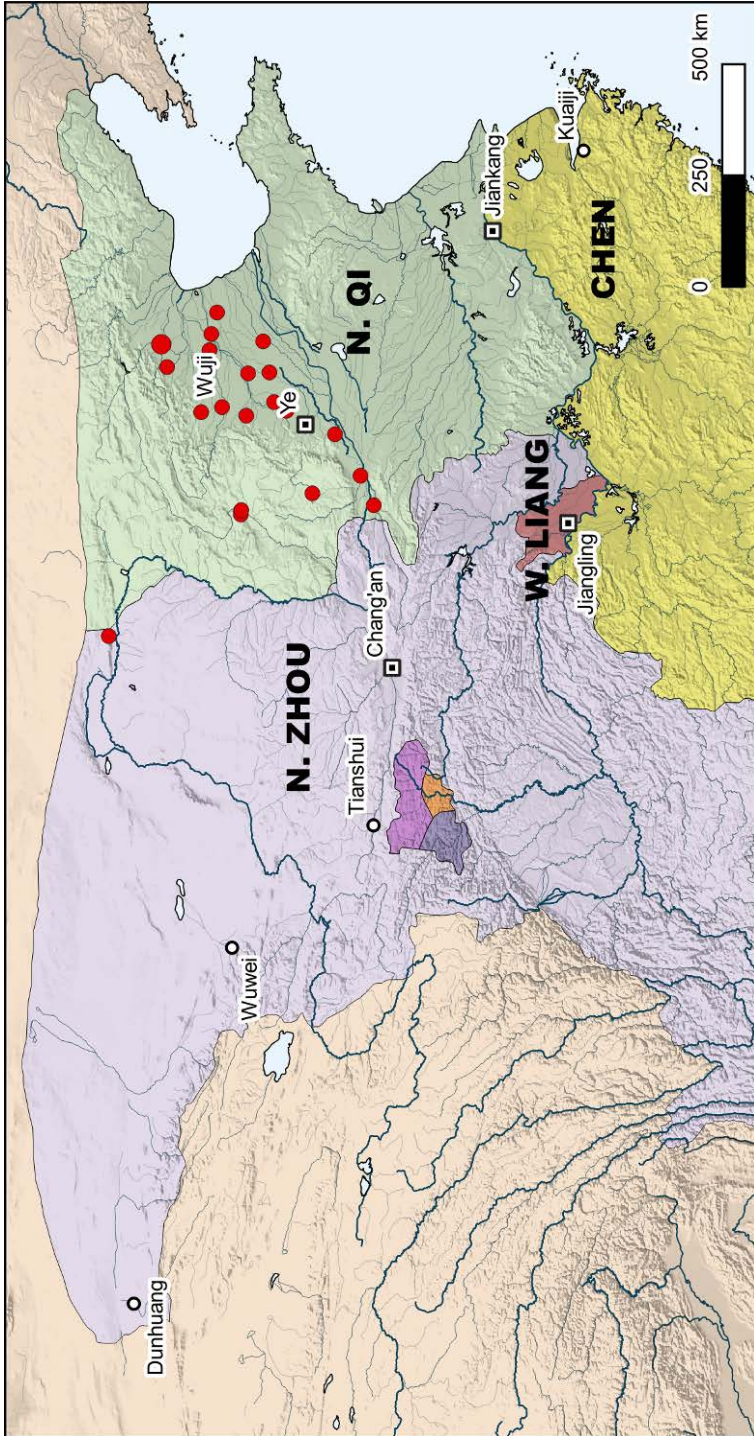 Dunhuang
Wuwei
Tianshui
N. ZHOU
Chang'an
Wuji
Ye
N. QI
W. LIANG
Jiangling
Jiankang
Kuaiji
CHEN
0 250 500 km